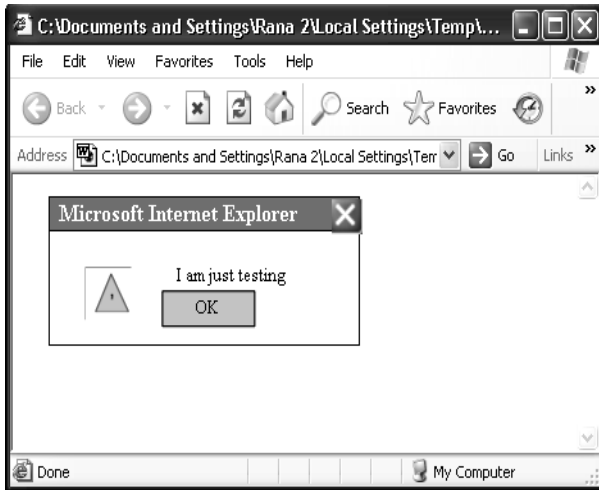 C:\Documents and Settings\Rana 2\Local Settings\Temp\...
File Edit View Favorites Tools Help
Back Search Favorites »
Address C:\Documents and Settings\Rana 2\Local Settings\Tem Go Links »
Microsoft Internet Explorer
I am just testing
OK
Done My Computer